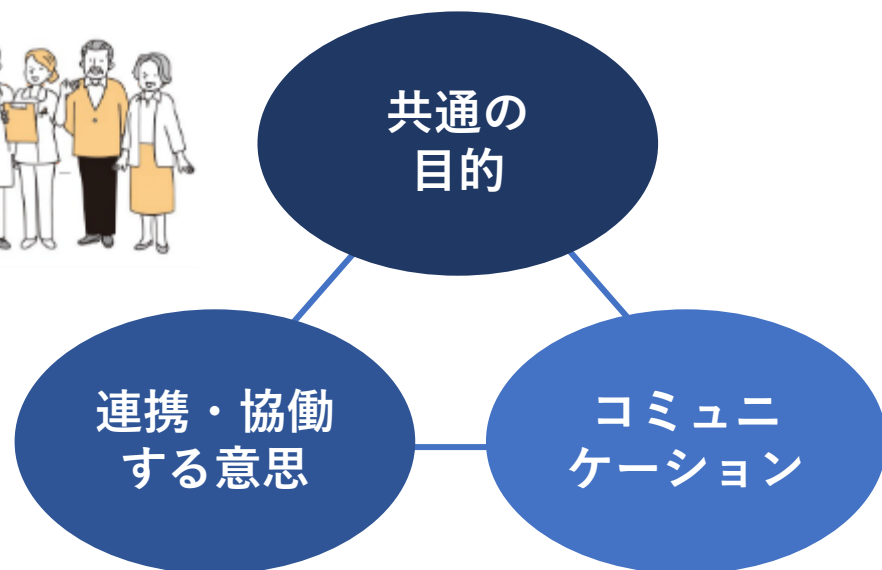 共通の
目的
連携・協働
する意思
コミュニ
ケーション